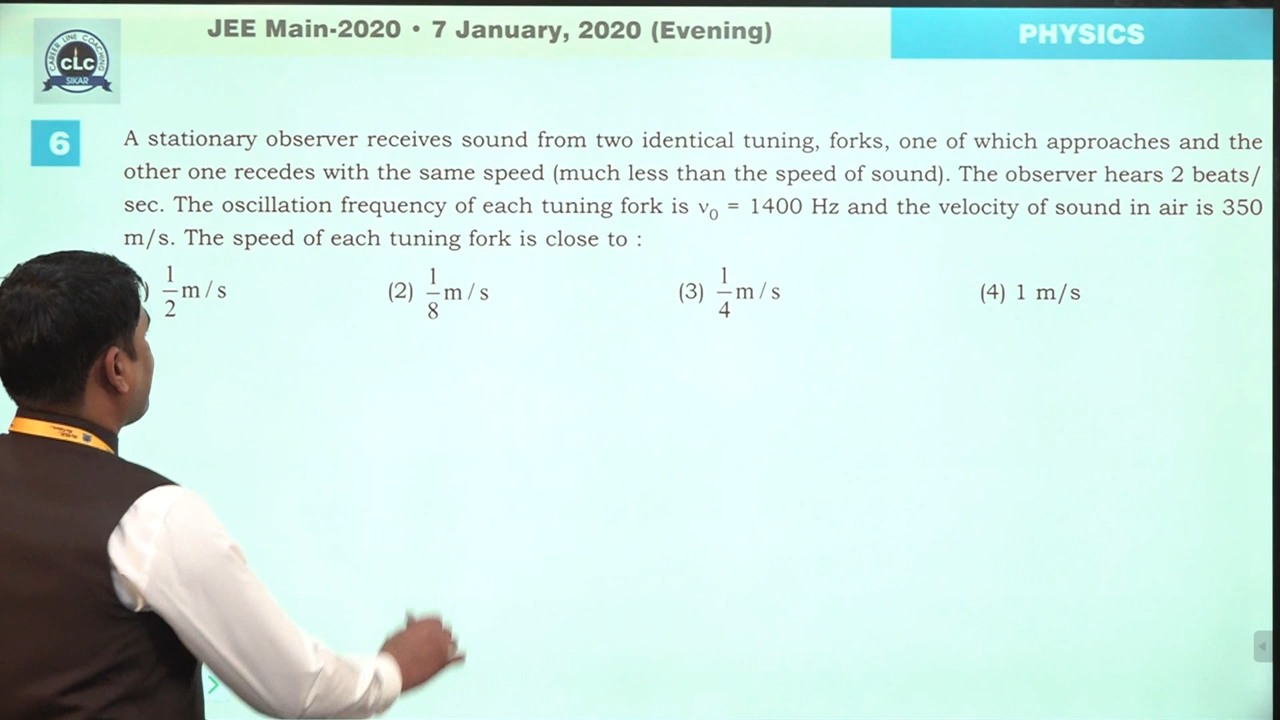 JEE Main-2020 • 7 January, 2020 (Evening)
PHYSICS
CAREER LINE COACHING
CLC
SIKAR
6
A stationary observer receives sound from two identical tuning, forks, one of which approaches and the
other one recedes with the same speed (much less than the speed of sound). The observer hears 2 beats/
sec. The oscillation frequency of each tuning fork is ν₀ = 1400 Hz and the velocity of sound in air is 350
m/s. The speed of each tuning fork is close to :
) 1/2 m / s (2) 1/8 m / s (3) 1/4 m / s (4) 1 m/s